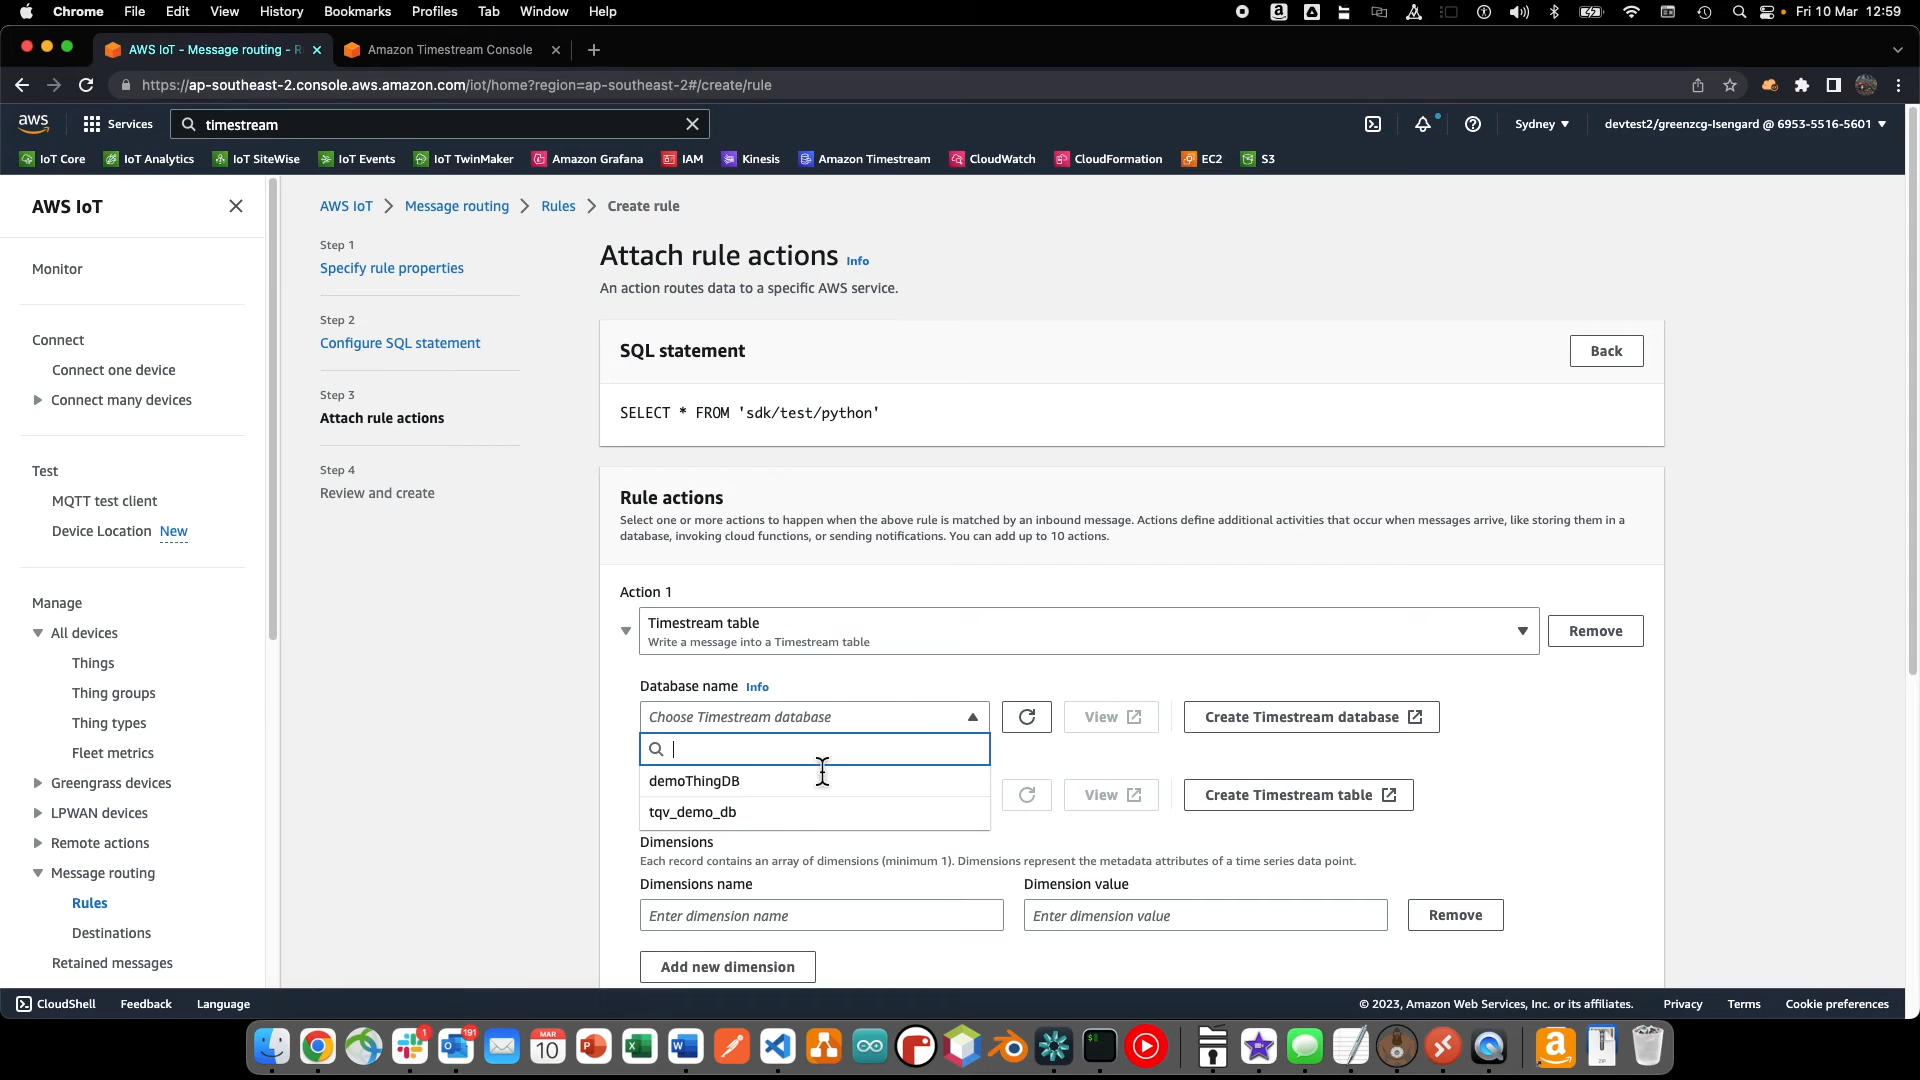 Chrome File Edit View History Bookmarks Profiles Tab Window Help
Fri 10 Mar 12:59
AWS IoT - Message routing - R
Amazon Timestream Console
https://ap-southeast-2.console.aws.amazon.com/iot/home?region=ap-southeast-2#/create/rule
aws
Services
timestream
Sydney
devtest2/greenzcg-Isengard @ 6953-5516-5601
IoT Core
IoT Analytics
IoT SiteWise
IoT Events
IoT TwinMaker
Amazon Grafana
IAM
Kinesis
Amazon Timestream
CloudWatch
CloudFormation
EC2
S3
AWS IoT
Monitor
Connect
Connect one device
Connect many devices
Test
MQTT test client
Device Location New
Manage
All devices
Things
Thing groups
Thing types
Fleet metrics
Greengrass devices
LPWAN devices
Remote actions
Message routing
Rules
Destinations
Retained messages
AWS IoT > Message routing > Rules > Create rule
Step 1
Specify rule properties
Step 2
Configure SQL statement
Step 3
Attach rule actions
Step 4
Review and create
Attach rule actions Info
An action routes data to a specific AWS service.
SQL statement
Back
SELECT * FROM 'sdk/test/python'
Rule actions
Select one or more actions to happen when the above rule is matched by an inbound message. Actions define additional activities that occur when messages arrive, like storing them in a
database, invoking cloud functions, or sending notifications. You can add up to 10 actions.
Action 1
Timestream table
Write a message into a Timestream table
Remove
Database name Info
Choose Timestream database
View
Create Timestream database
demoThingDB
tqv_demo_db
View
Create Timestream table
Dimensions
Each record contains an array of dimensions (minimum 1). Dimensions represent the metadata attributes of a time series data point.
Dimensions name
Dimension value
Enter dimension name
Enter dimension value
Remove
Add new dimension
CloudShell
Feedback
Language
© 2023, Amazon Web Services, Inc. or its affiliates.
Privacy
Terms
Cookie preferences
1
191
MAR
10